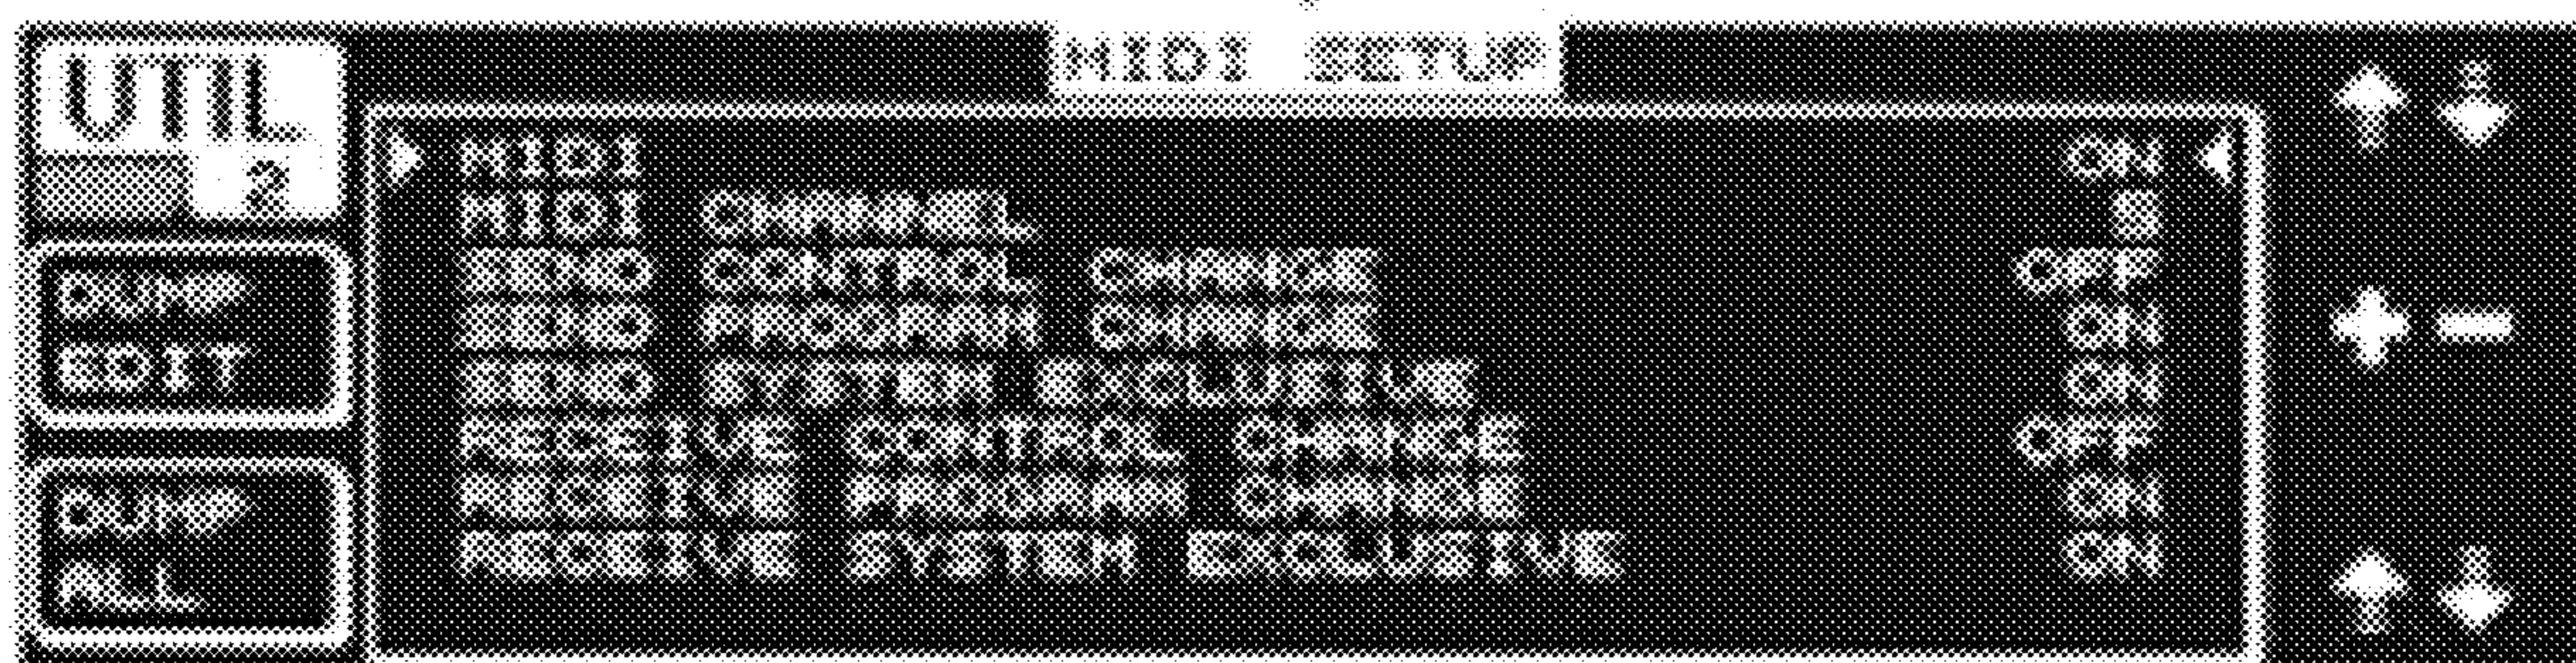 MIDI SETUP
UTIL
2
DUMP
EDIT
DUMP
ALL
MIDI ON
MIDI CHANNEL
SEND CONTROL CHANGE OFF
SEND PROGRAM CHANGE ON
SEND SYSTEM EXCLUSIVE ON
RECEIVE CONTROL CHANGE OFF
RECEIVE PROGRAM CHANGE ON
RECEIVE SYSTEM EXCLUSIVE ON